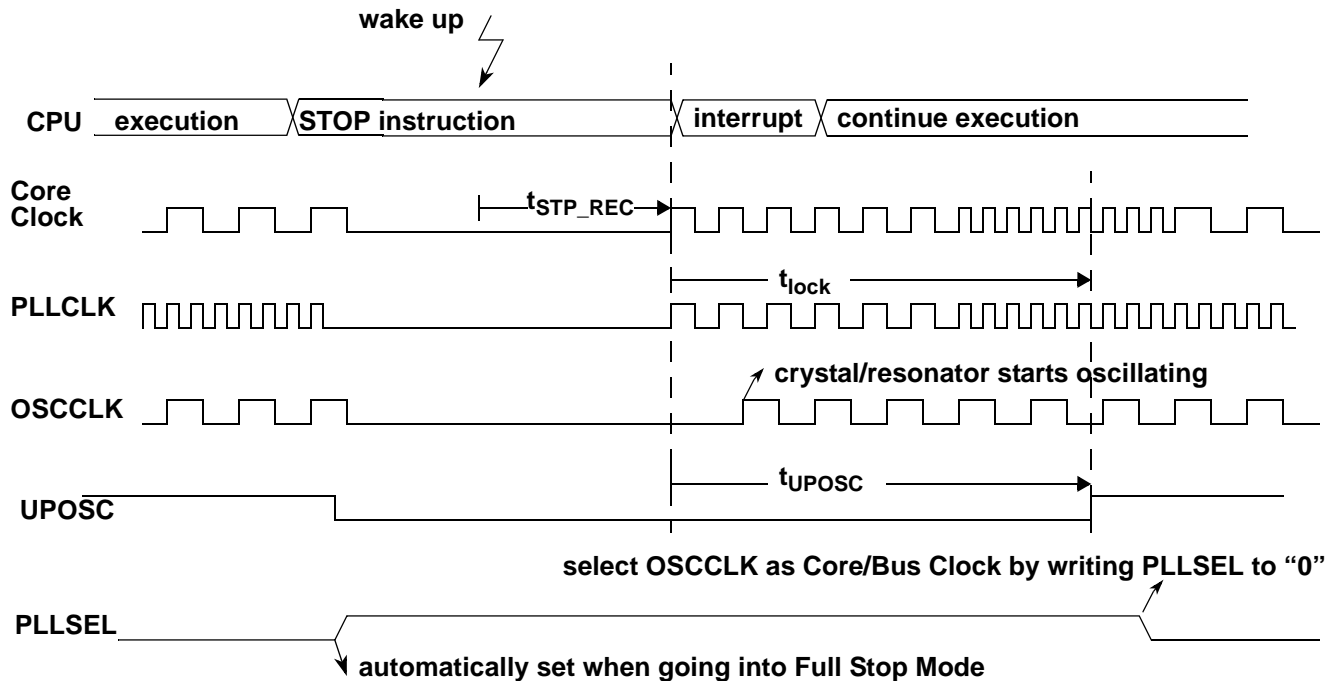 wake up
CPU execution STOP instruction interrupt continue execution
Core
Clock
tSTP_REC
tlock
PLLCLK
crystal/resonator starts oscillating
OSCCLK
tUPOSC
UPOSC
select OSCCLK as Core/Bus Clock by writing PLLSEL to “0”
PLLSEL
automatically set when going into Full Stop Mode